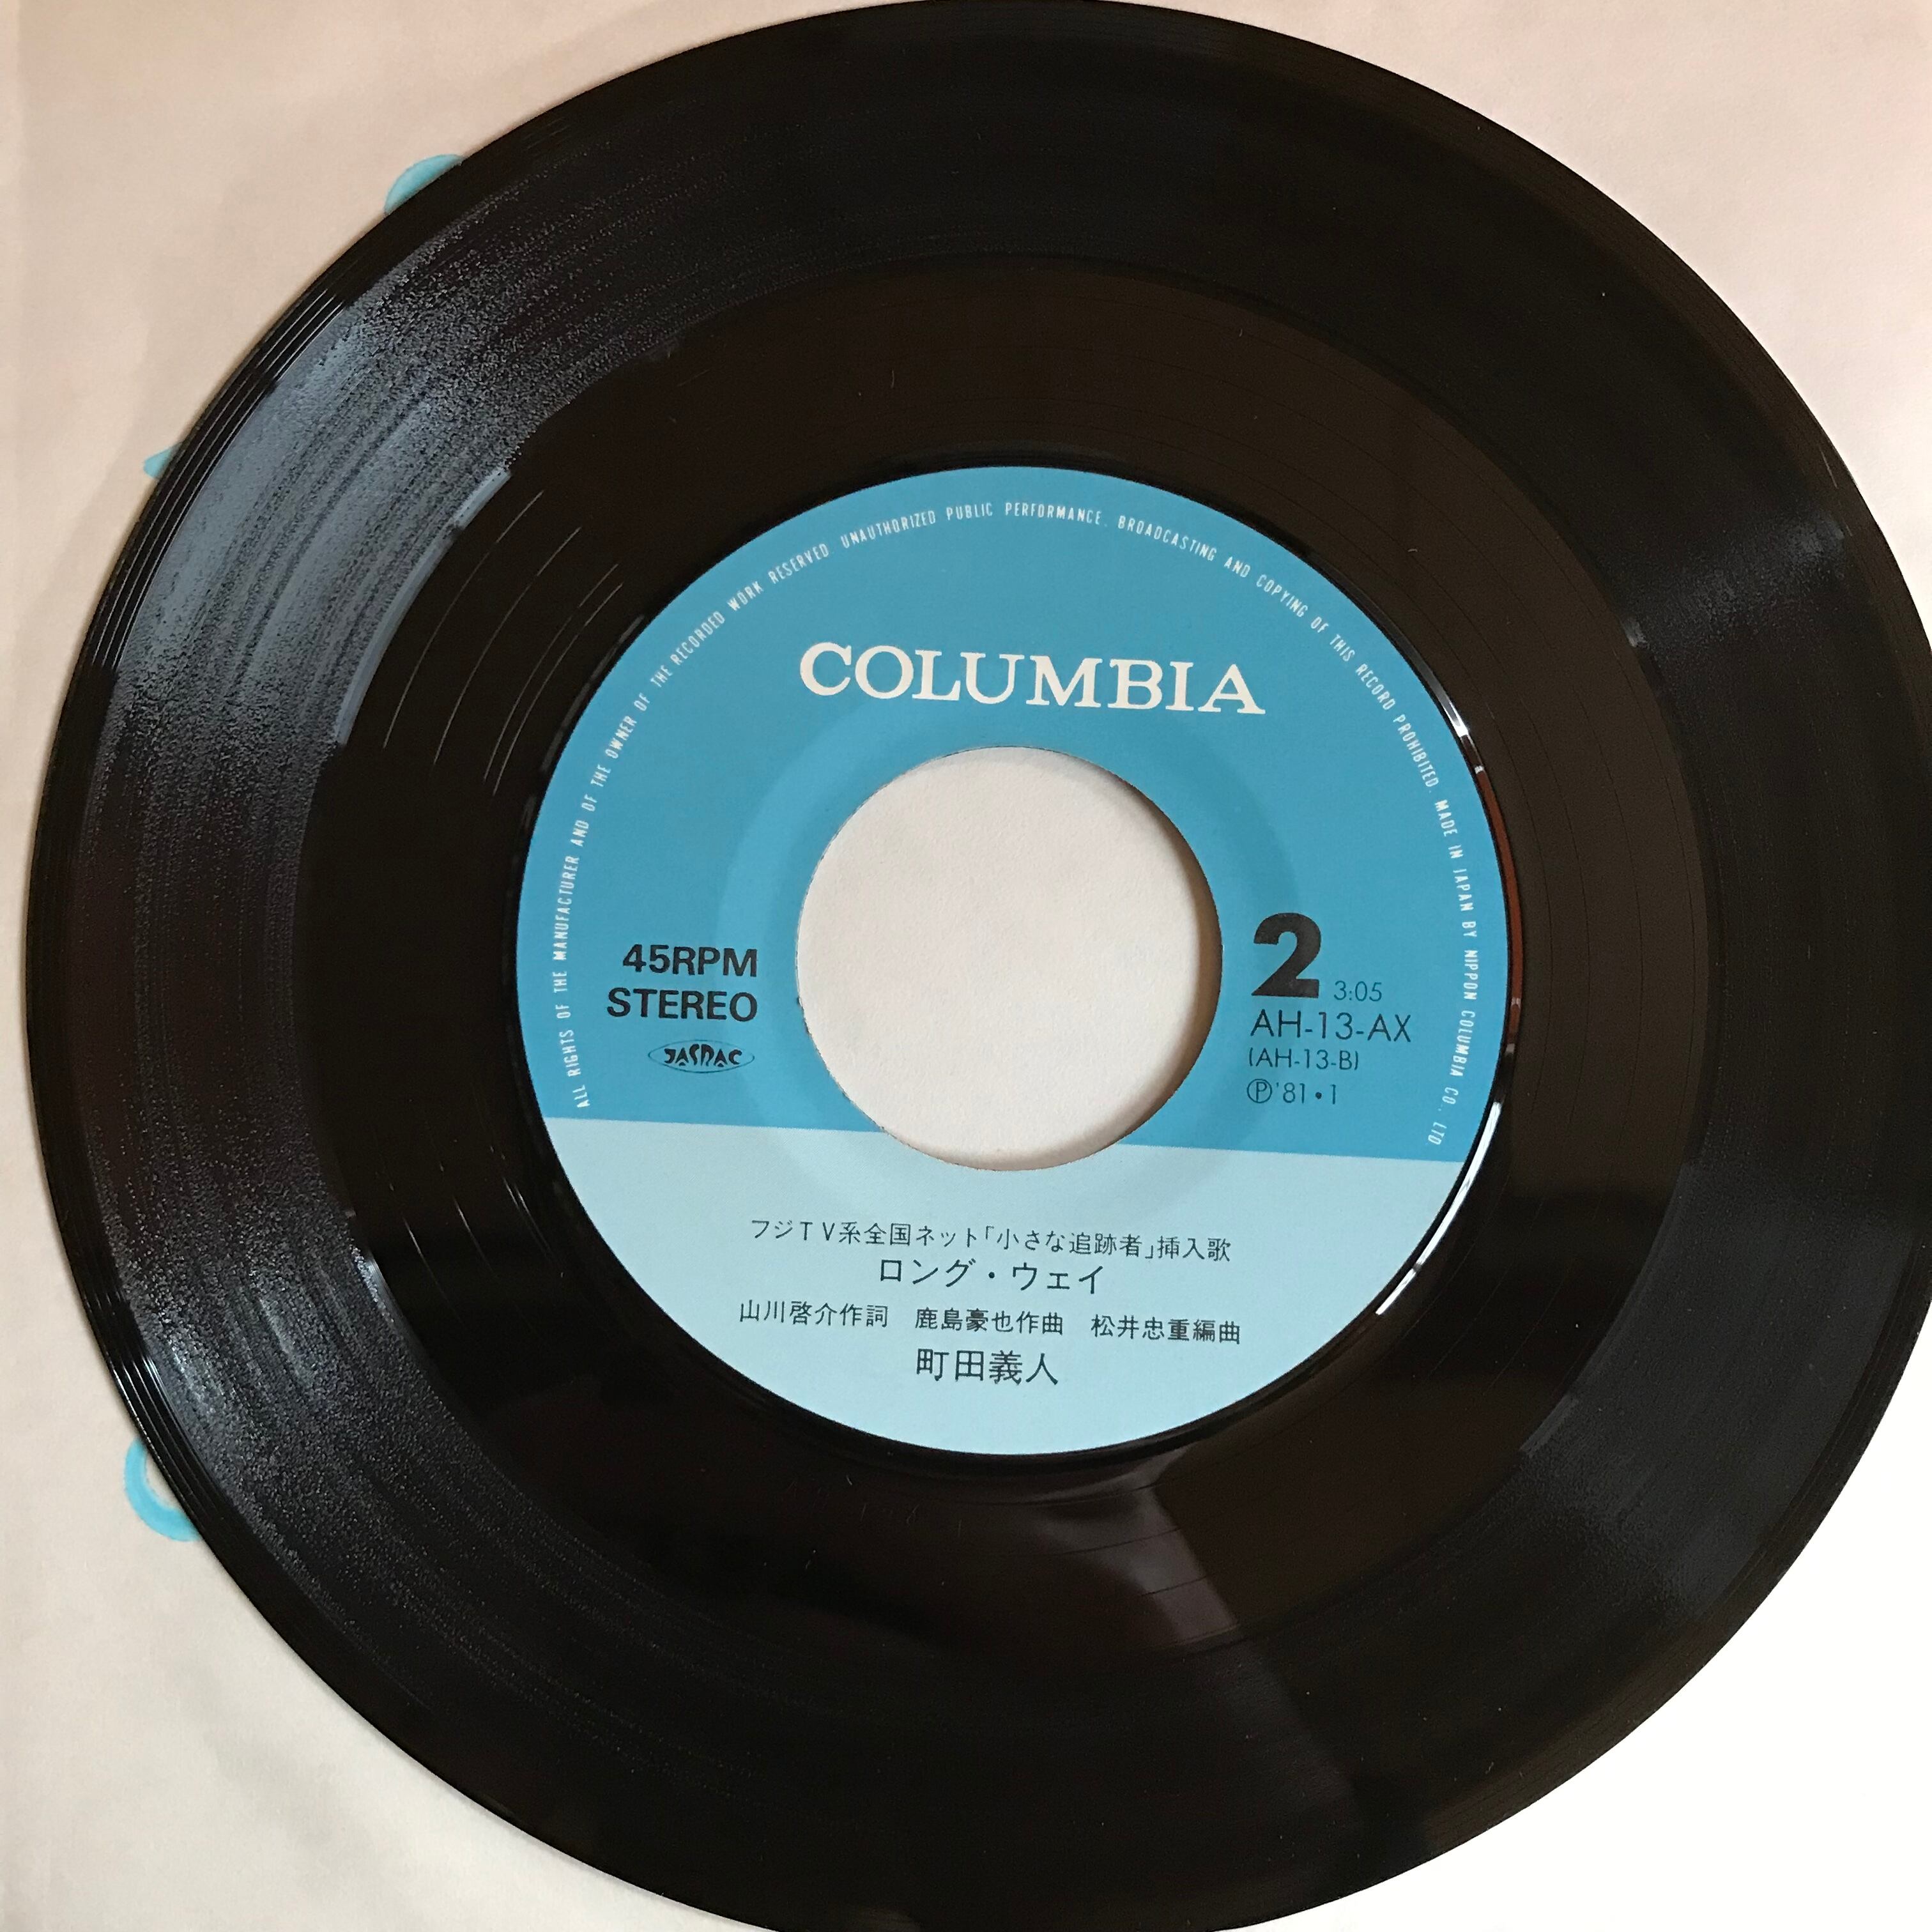 ALL RIGHTS OF THE MANUFACTURER AND OF THE OWNER OF THE RECORDED WORK RESERVED UNAUTHORIZED PUBLIC PERFORMANCE. BROADCASTING AND COPYING OF THIS RECORD PROHIBITED. MADE IN JAPAN BY NIPPON COLUMBIA CO., LTD
COLUMBIA
45RPM
STEREO
JASRAC
2 3:05
AH-13-AX
(AH-13-B)
Ⓟ'81•1
フジTV系全国ネット「小さな追跡者」挿入歌
ロング・ウェイ
山川啓介作詞 鹿島豪也作曲 松井忠重編曲
町田義人